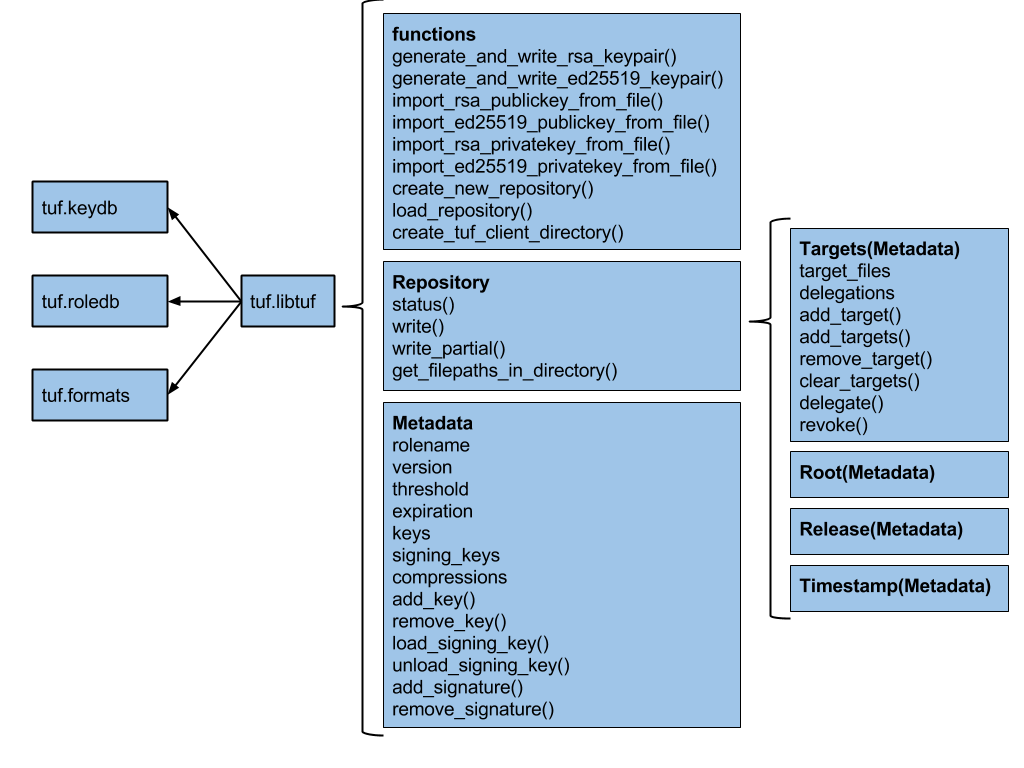 tuf.keydb
tuf.roledb
tuf.formats
tuf.libtuf
functions
generate_and_write_rsa_keypair()
generate_and_write_ed25519_keypair()
import_rsa_publickey_from_file()
import_ed25519_publickey_from_file()
import_rsa_privatekey_from_file()
import_ed25519_privatekey_from_file()
create_new_repository()
load_repository()
create_tuf_client_directory()
Repository
status()
write()
write_partial()
get_filepaths_in_directory()
Metadata
rolename
version
threshold
expiration
keys
signing_keys
compressions
add_key()
remove_key()
load_signing_key()
unload_signing_key()
add_signature()
remove_signature()
Targets(Metadata)
target_files
delegations
add_target()
add_targets()
remove_target()
clear_targets()
delegate()
revoke()
Root(Metadata)
Release(Metadata)
Timestamp(Metadata)